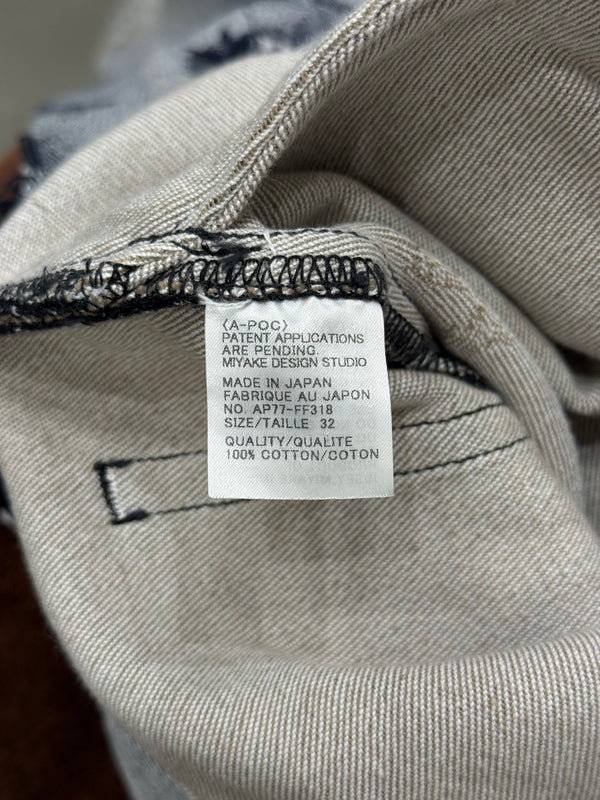 〈A-POC〉
PATENT APPLICATIONS
ARE PENDING.
MIYAKE DESIGN STUDIO
MADE IN JAPAN
FABRIQUE AU JAPON
NO. AP77-FF318
SIZE/TAILLE 32
QUALITY/QUALITE
100% COTTON/COTON